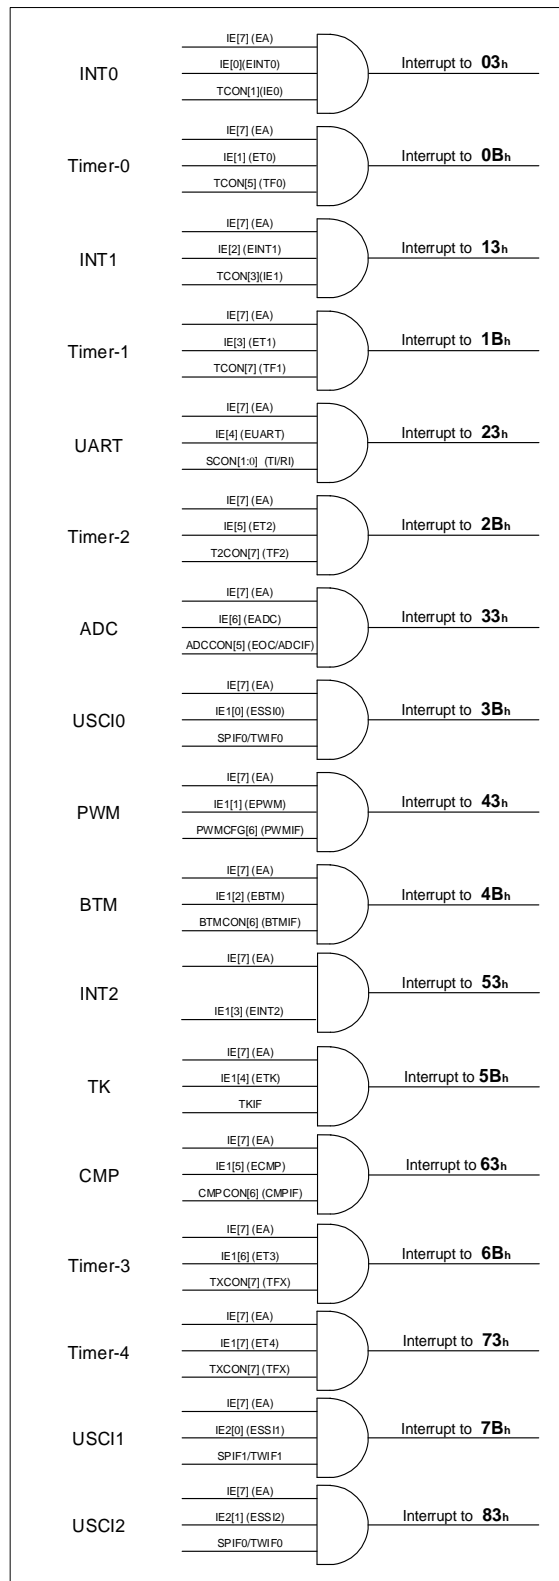 IE[7] (EA)
INT0 IE[0](EINT0) Interrupt to 03h
TCON[1](IE0)
IE[7] (EA)
Timer-0 IE[1] (ET0) Interrupt to 0Bh
TCON[5] (TF0)
IE[7] (EA)
INT1 IE[2] (EINT1) Interrupt to 13h
TCON[3](IE1)
IE[7] (EA)
Timer-1 IE[3] (ET1) Interrupt to 1Bh
TCON[7] (TF1)
IE[7] (EA)
UART IE[4] (EUART) Interrupt to 23h
SCON[1:0] (TI/RI)
IE[7] (EA)
Timer-2 IE[5] (ET2) Interrupt to 2Bh
T2CON[7] (TF2)
IE[7] (EA)
ADC IE[6] (EADC) Interrupt to 33h
ADCCON[5] (EOC/ADCIF)
IE[7] (EA)
USCI0 IE1[0] (ESSI0) Interrupt to 3Bh
SPIF0/TWIF0
IE[7] (EA)
PWM IE1[1] (EPWM) Interrupt to 43h
PWMCFG[6] (PWMIF)
IE[7] (EA)
BTM IE1[2] (EBTM) Interrupt to 4Bh
BTMCON[6] (BTMIF)
IE[7] (EA)
INT2 Interrupt to 53h
IE1[3] (EINT2)
IE[7] (EA)
TK IE1[4] (ETK) Interrupt to 5Bh
TKIF
IE[7] (EA)
CMP IE1[5] (ECMP) Interrupt to 63h
CMPCON[6] (CMPIF)
IE[7] (EA)
Timer-3 IE1[6] (ET3) Interrupt to 6Bh
TXCON[7] (TFX)
IE[7] (EA)
Timer-4 IE1[7] (ET4) Interrupt to 73h
TXCON[7] (TFX)
IE[7] (EA)
USCI1 IE2[0] (ESSI1) Interrupt to 7Bh
SPIF1/TWIF1
IE[7] (EA)
USCI2 IE2[1] (ESSI2) Interrupt to 83h
SPIF0/TWIF0